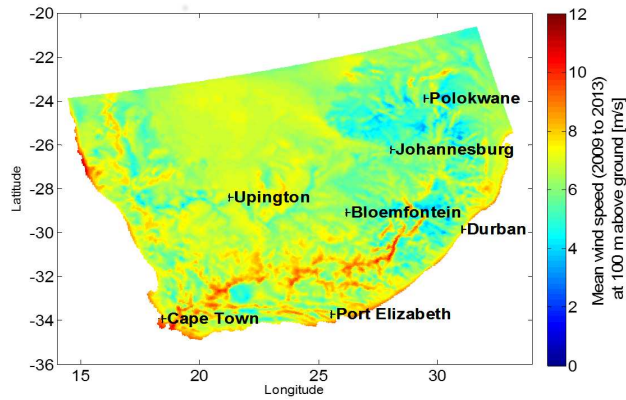 -20
-22
-24
-26
-28
-30
-32
-34
-36
Latitude
15
20
25
30
Longitude
Polokwane
Johannesburg
Upington
Bloemfontein
Durban
Port Elizabeth
Cape Town
12
10
8
6
4
2
0
Mean wind speed (2009 to 2013)
at 100 m above ground [m/s]